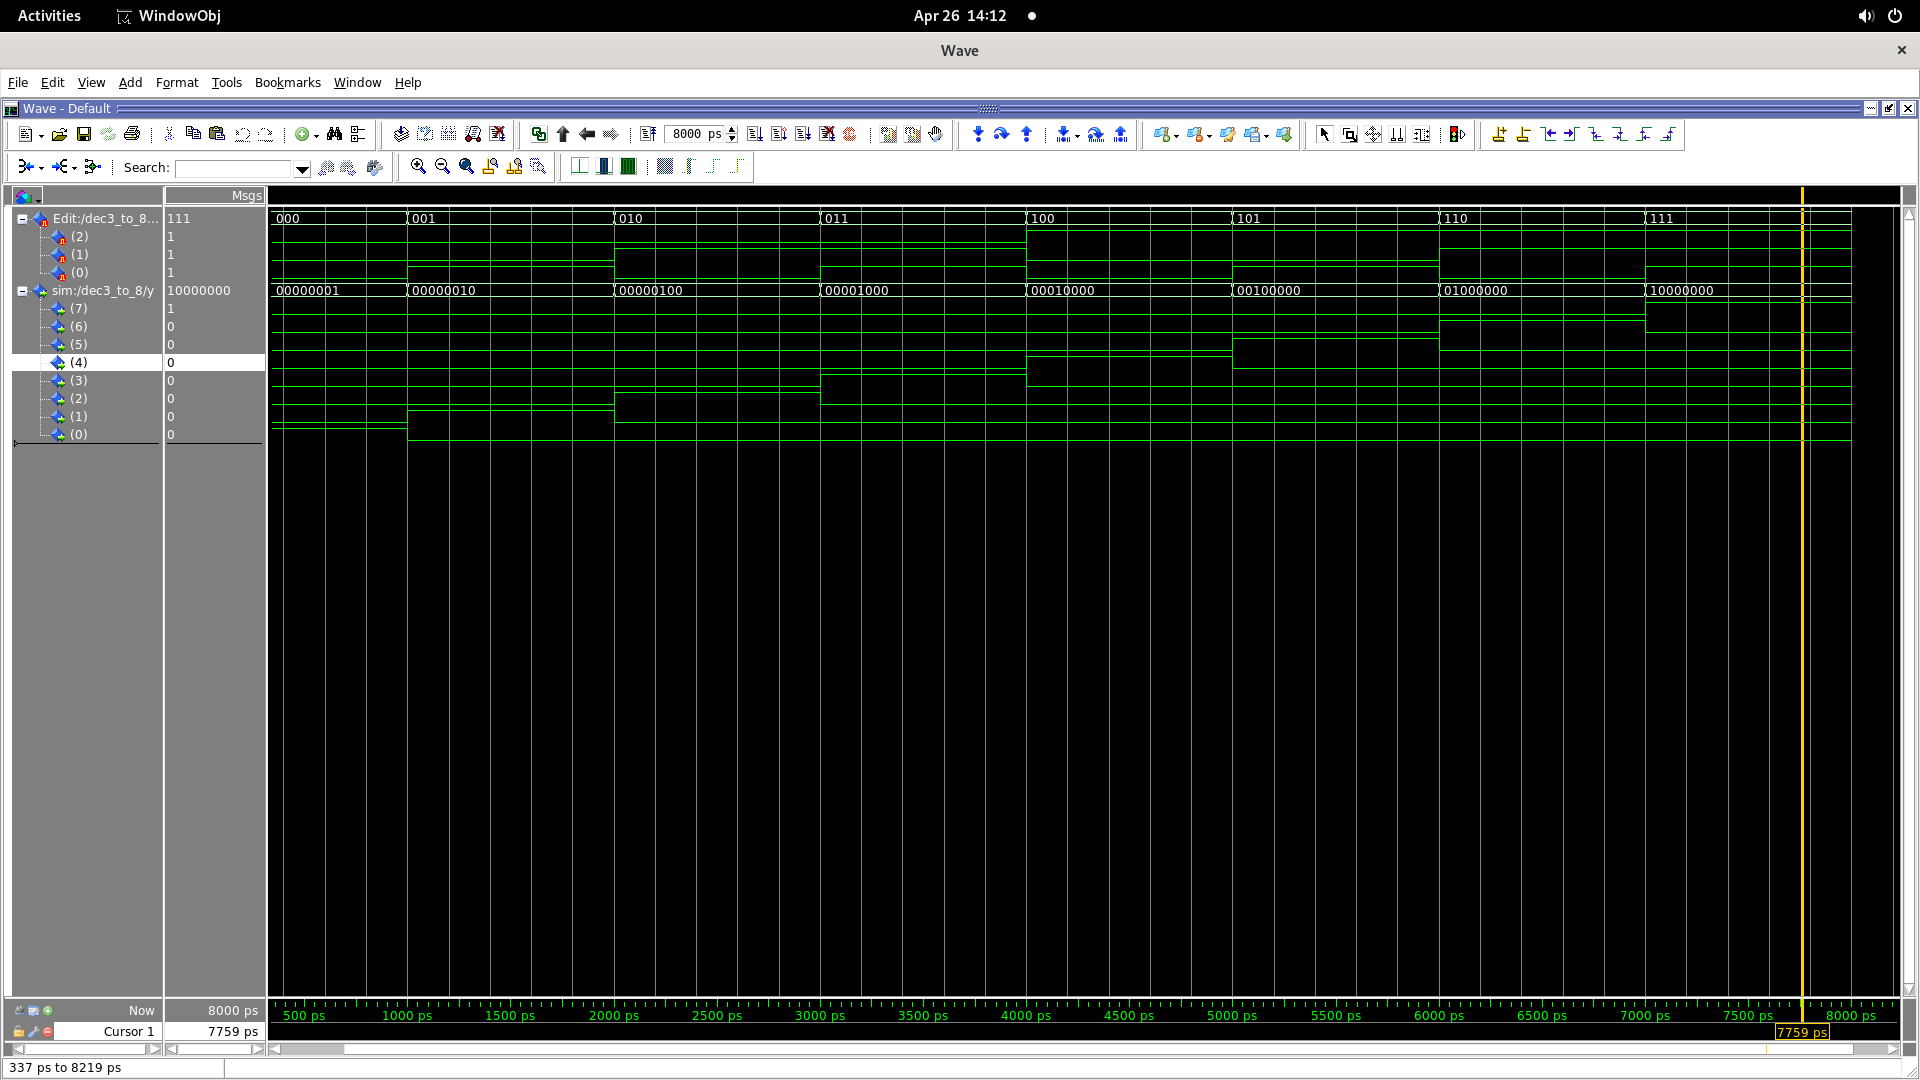 Activities WindowObj Apr 26 14:12
Wave
File Edit View Add Format Tools Bookmarks Window Help
Wave - Default
8000 ps
Search:
Msgs
Edit:/dec3_to_8... 111 000 001 010 011 100 101 110 111
(2) 1
(1) 1
(0) 1
sim:/dec3_to_8/y 10000000 00000001 00000010 00000100 00001000 00010000 00100000 01000000 10000000
(7) 1
(6) 0
(5) 0
(4) 0
(3) 0
(2) 0
(1) 0
(0) 0
Now 8000 ps 500 ps 1000 ps 1500 ps 2000 ps 2500 ps 3000 ps 3500 ps 4000 ps 4500 ps 5000 ps 5500 ps 6000 ps 6500 ps 7000 ps 7500 ps 8000 ps
Cursor 1 7759 ps 7759 ps
337 ps to 8219 ps